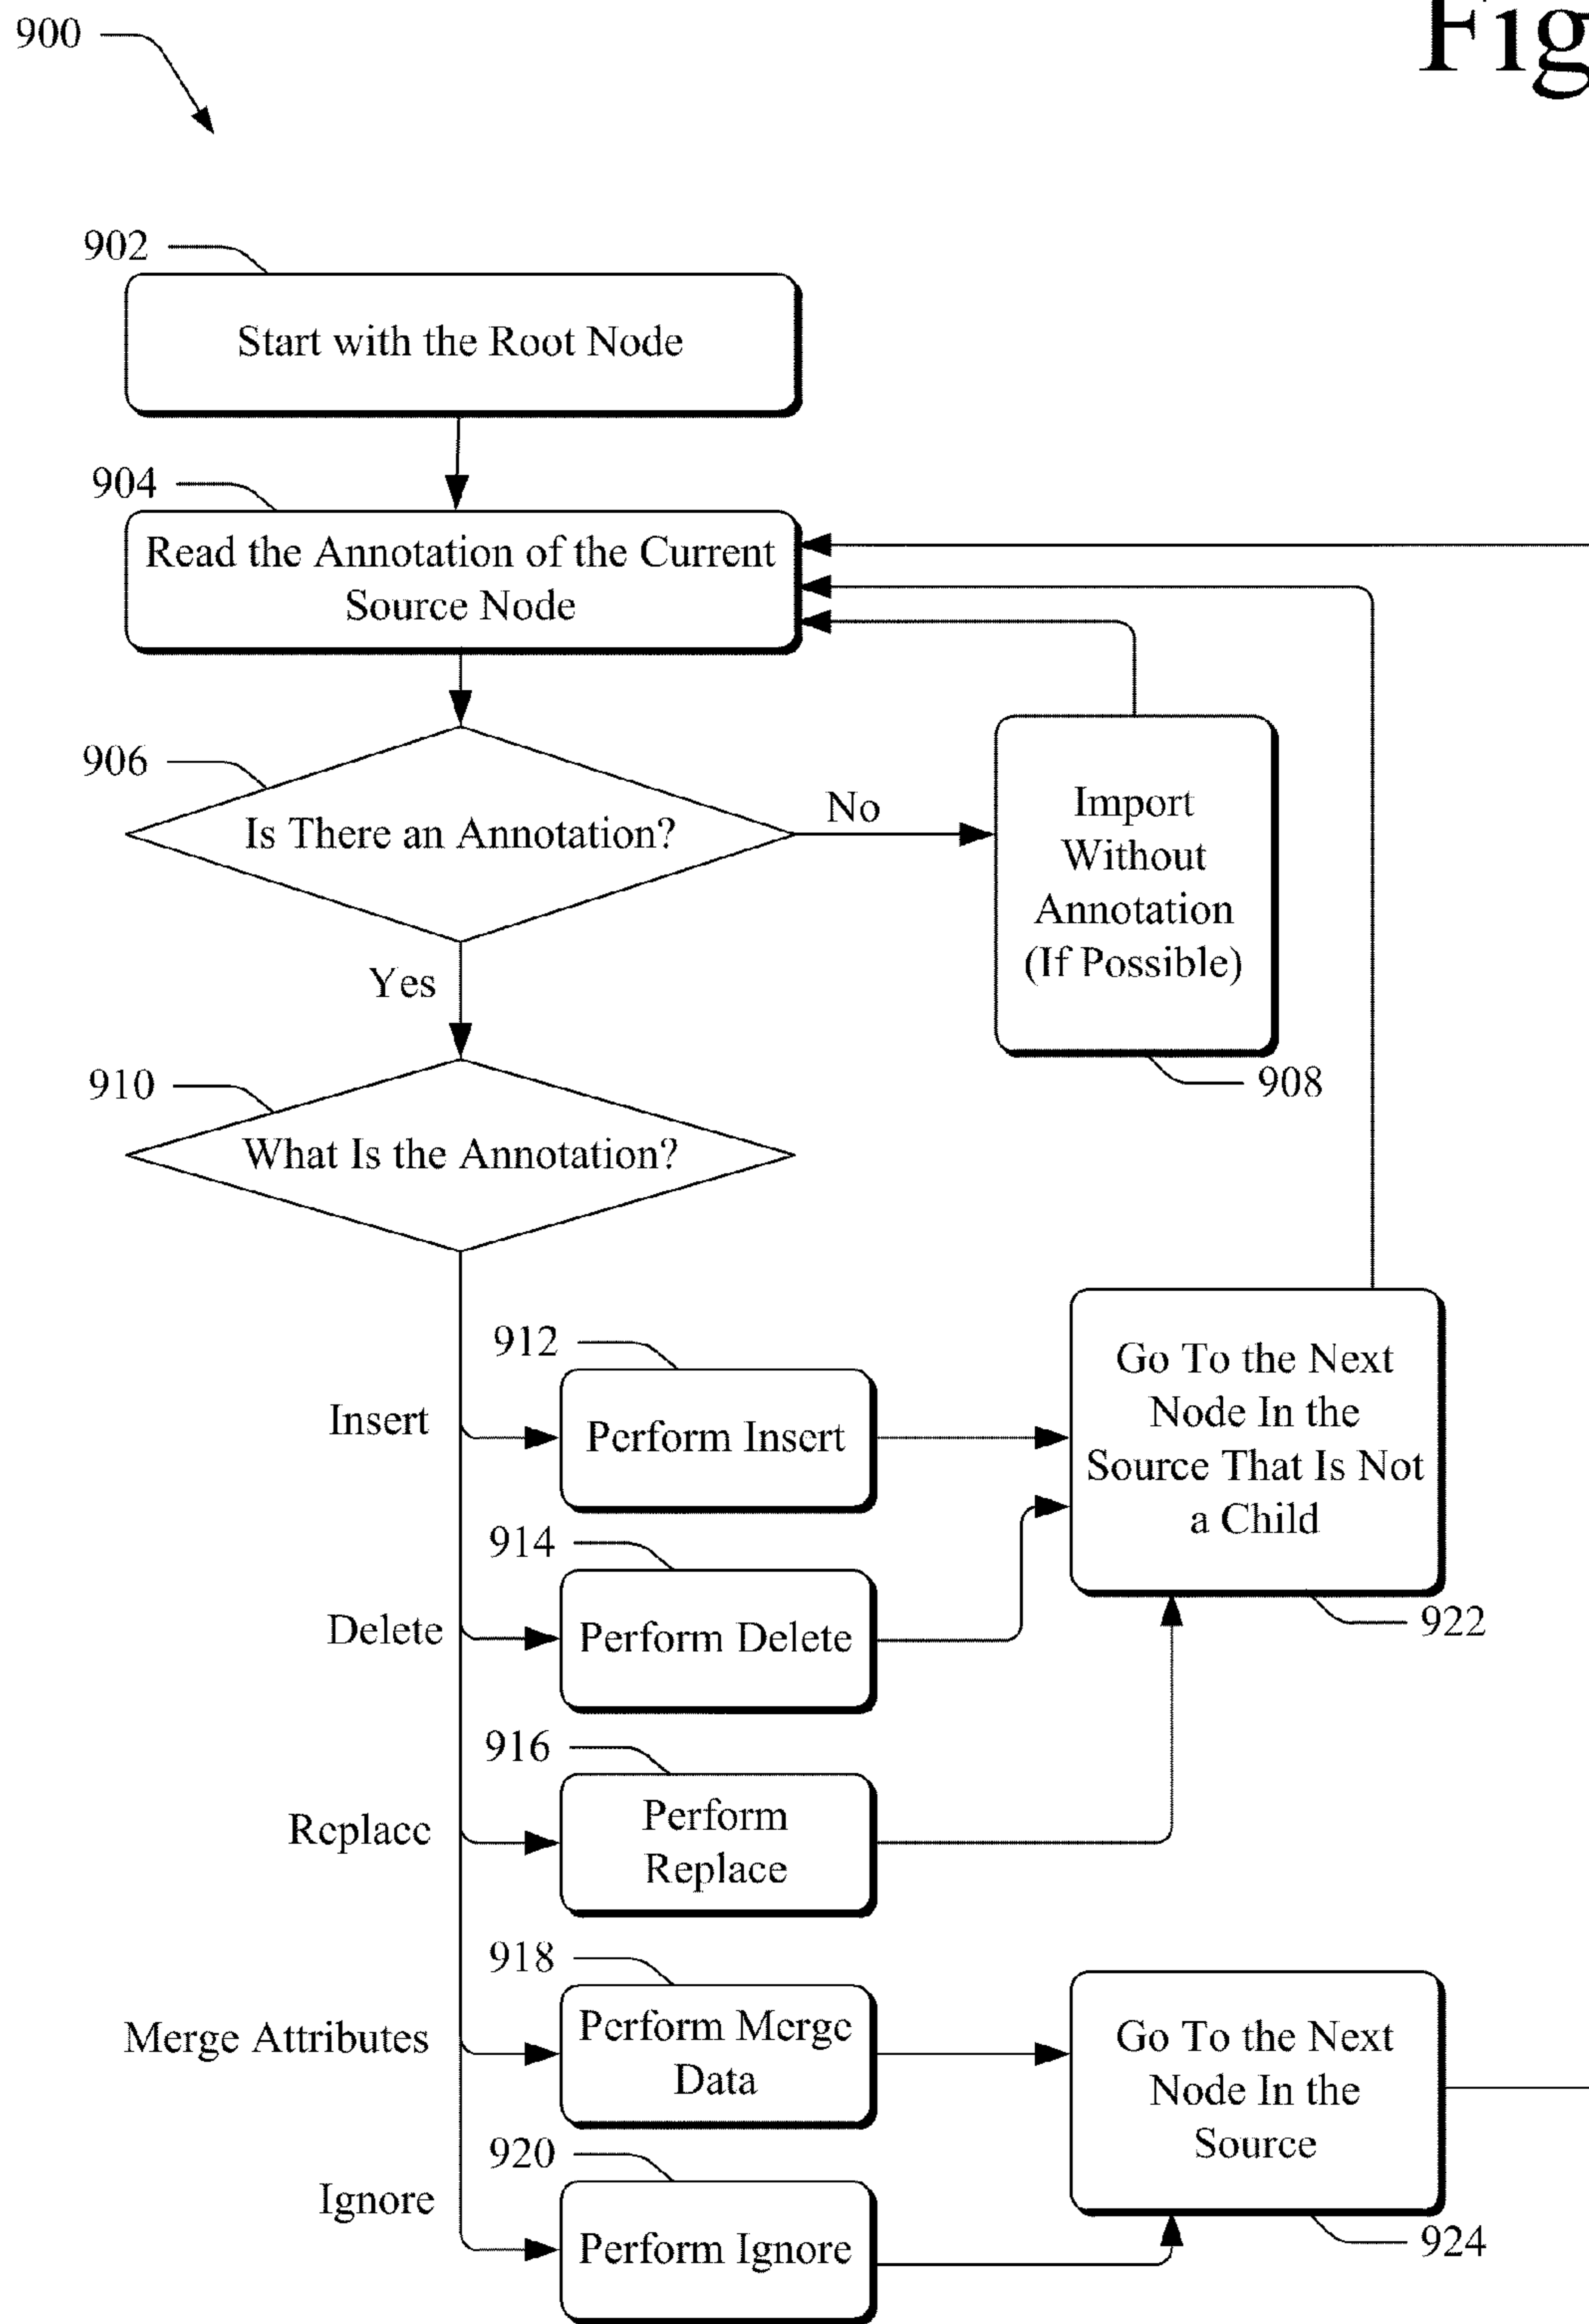 900
Fig
902
Start with the Root Node
904
Read the Annotation of the Current
Source Node
906
Is There an Annotation?
No
Import
Without
Annotation
(If Possible)
908
Yes
910
What Is the Annotation?
912
Insert
Perform Insert
Go To the Next
Node In the
Source That Is Not
a Child
922
914
Delete
Perform Delete
916
Replace
Perform
Replace
918
Merge Attributes
Perform Merge
Data
Go To the Next
Node In the
Source
924
920
Ignore
Perform Ignore